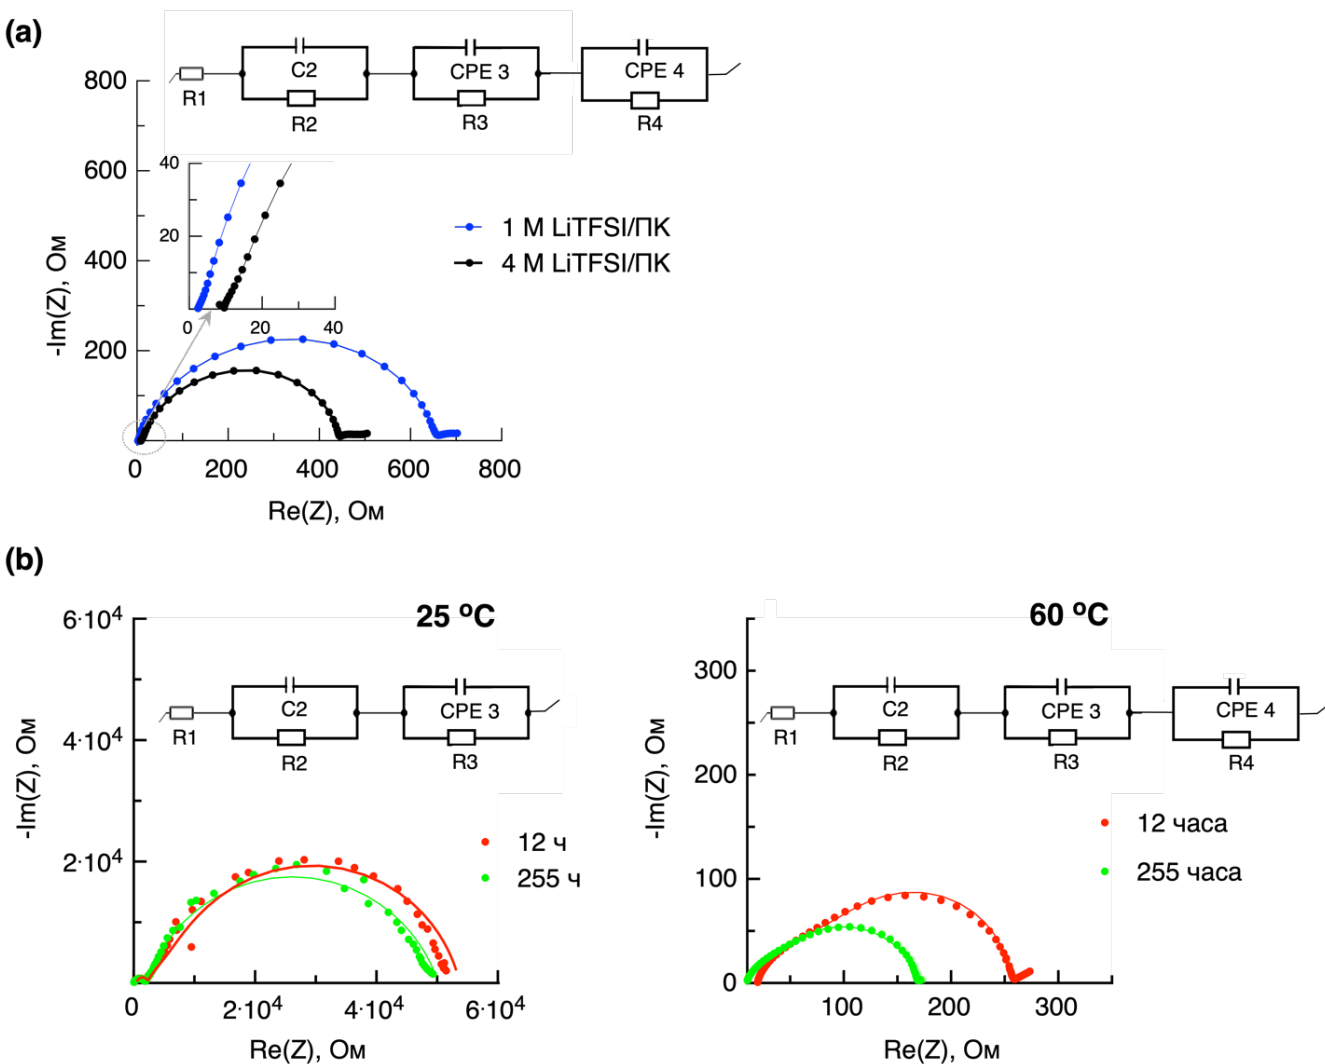 (a)
C2
R1
R2
CPE 3
R3
CPE 4
R4
800
600
400
200
-Im(Z), Ом
40
20
0
20
40
1 М LiTFSI/ПК
4 М LiTFSI/ПК
0
200
400
600
800
Re(Z), Ом
(b)
25 ºC
6·10⁴
4·10⁴
2·10⁴
0
-Im(Z), Ом
C2
R1
R2
CPE 3
R3
12 ч
255 ч
0
2·10⁴
4·10⁴
6·10⁴
Re(Z), Ом
60 ºC
300
200
100
0
-Im(Z), Ом
C2
R1
R2
CPE 3
R3
CPE 4
R4
12 часа
255 часа
100
200
300
Re(Z), Ом